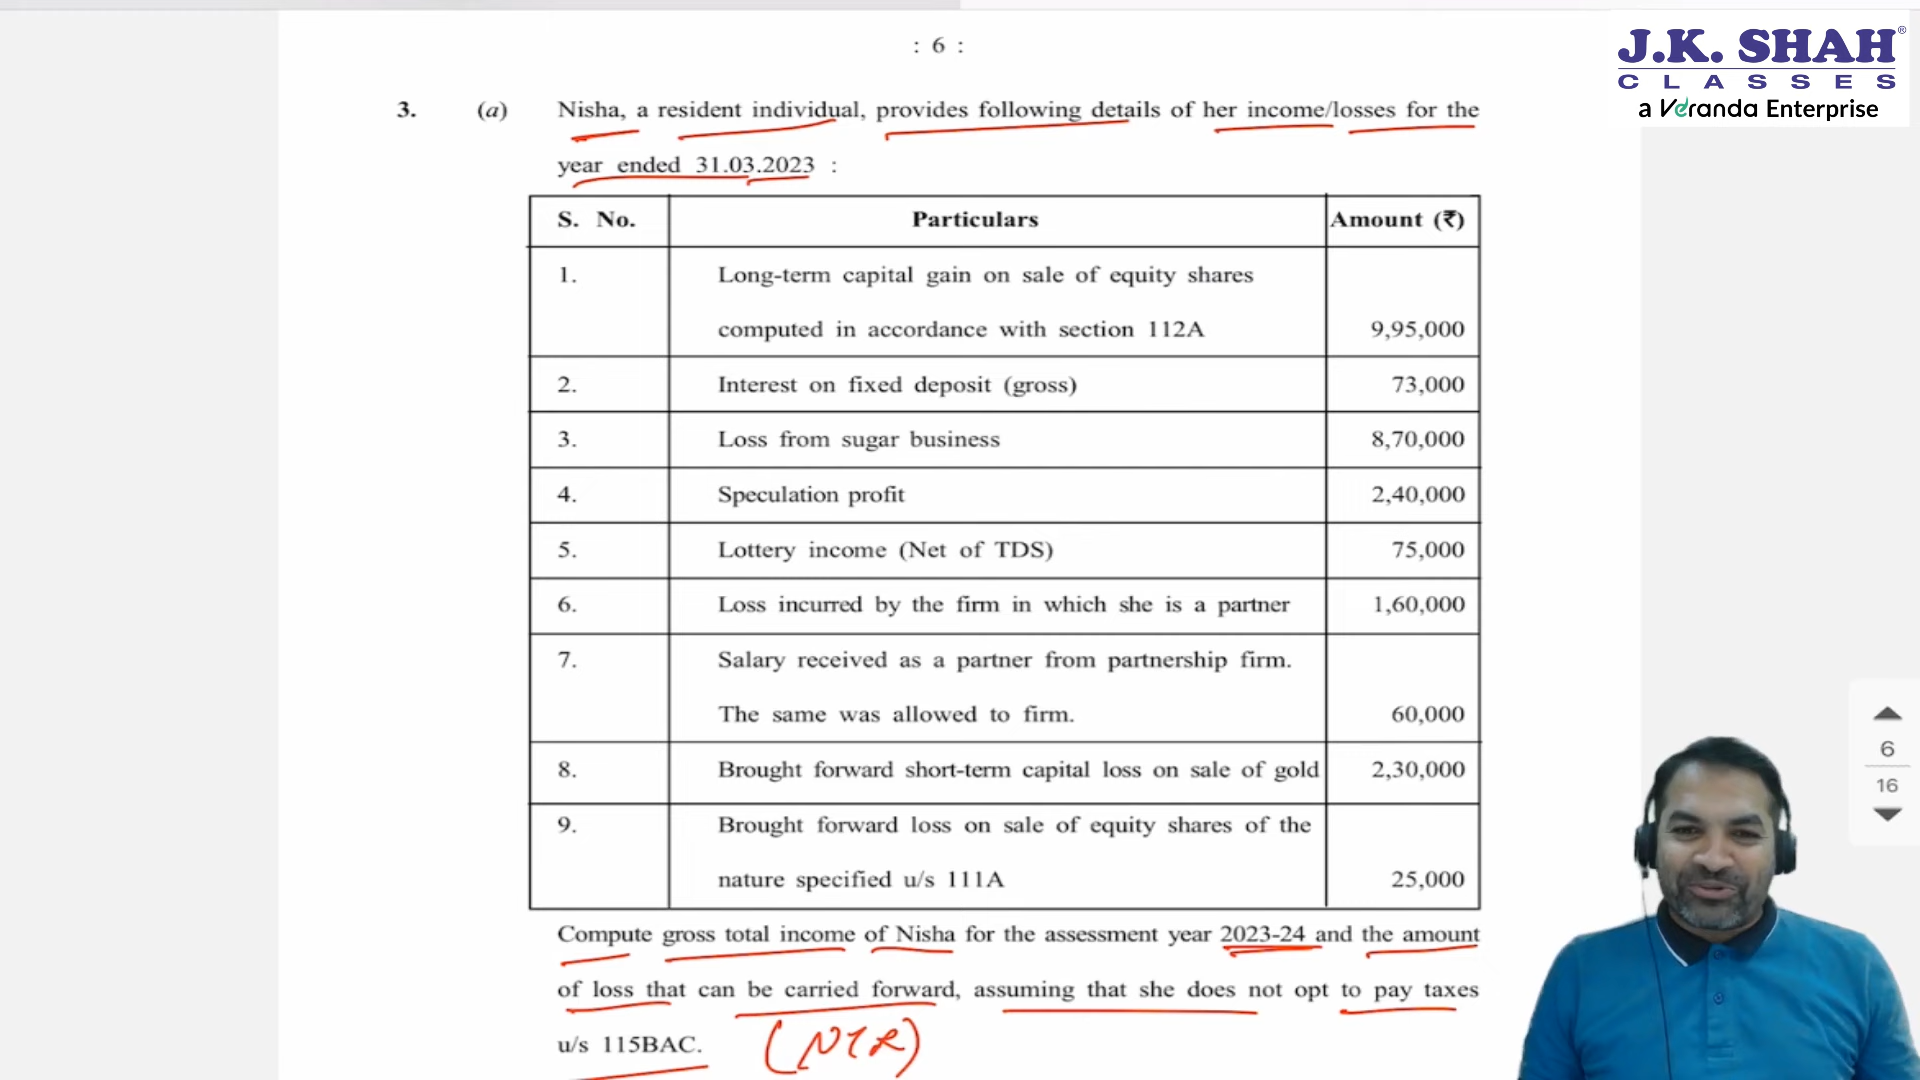 : 6 :
J.K. SHAH®
CLASSES
a Veranda Enterprise
3. (a) Nisha, a resident individual, provides following details of her income/losses for the
year ended 31.03.2023 :
S. No. Particulars Amount (₹)
1. Long-term capital gain on sale of equity shares
computed in accordance with section 112A 9,95,000
2. Interest on fixed deposit (gross) 73,000
3. Loss from sugar business 8,70,000
4. Speculation profit 2,40,000
5. Lottery income (Net of TDS) 75,000
6. Loss incurred by the firm in which she is a partner 1,60,000
7. Salary received as a partner from partnership firm.
The same was allowed to firm. 60,000
8. Brought forward short-term capital loss on sale of gold 2,30,000
9. Brought forward loss on sale of equity shares of the
nature specified u/s 111A 25,000
Compute gross total income of Nisha for the assessment year 2023-24 and the amount
of loss that can be carried forward, assuming that she does not opt to pay taxes
u/s 115BAC. (NTR)
6
16